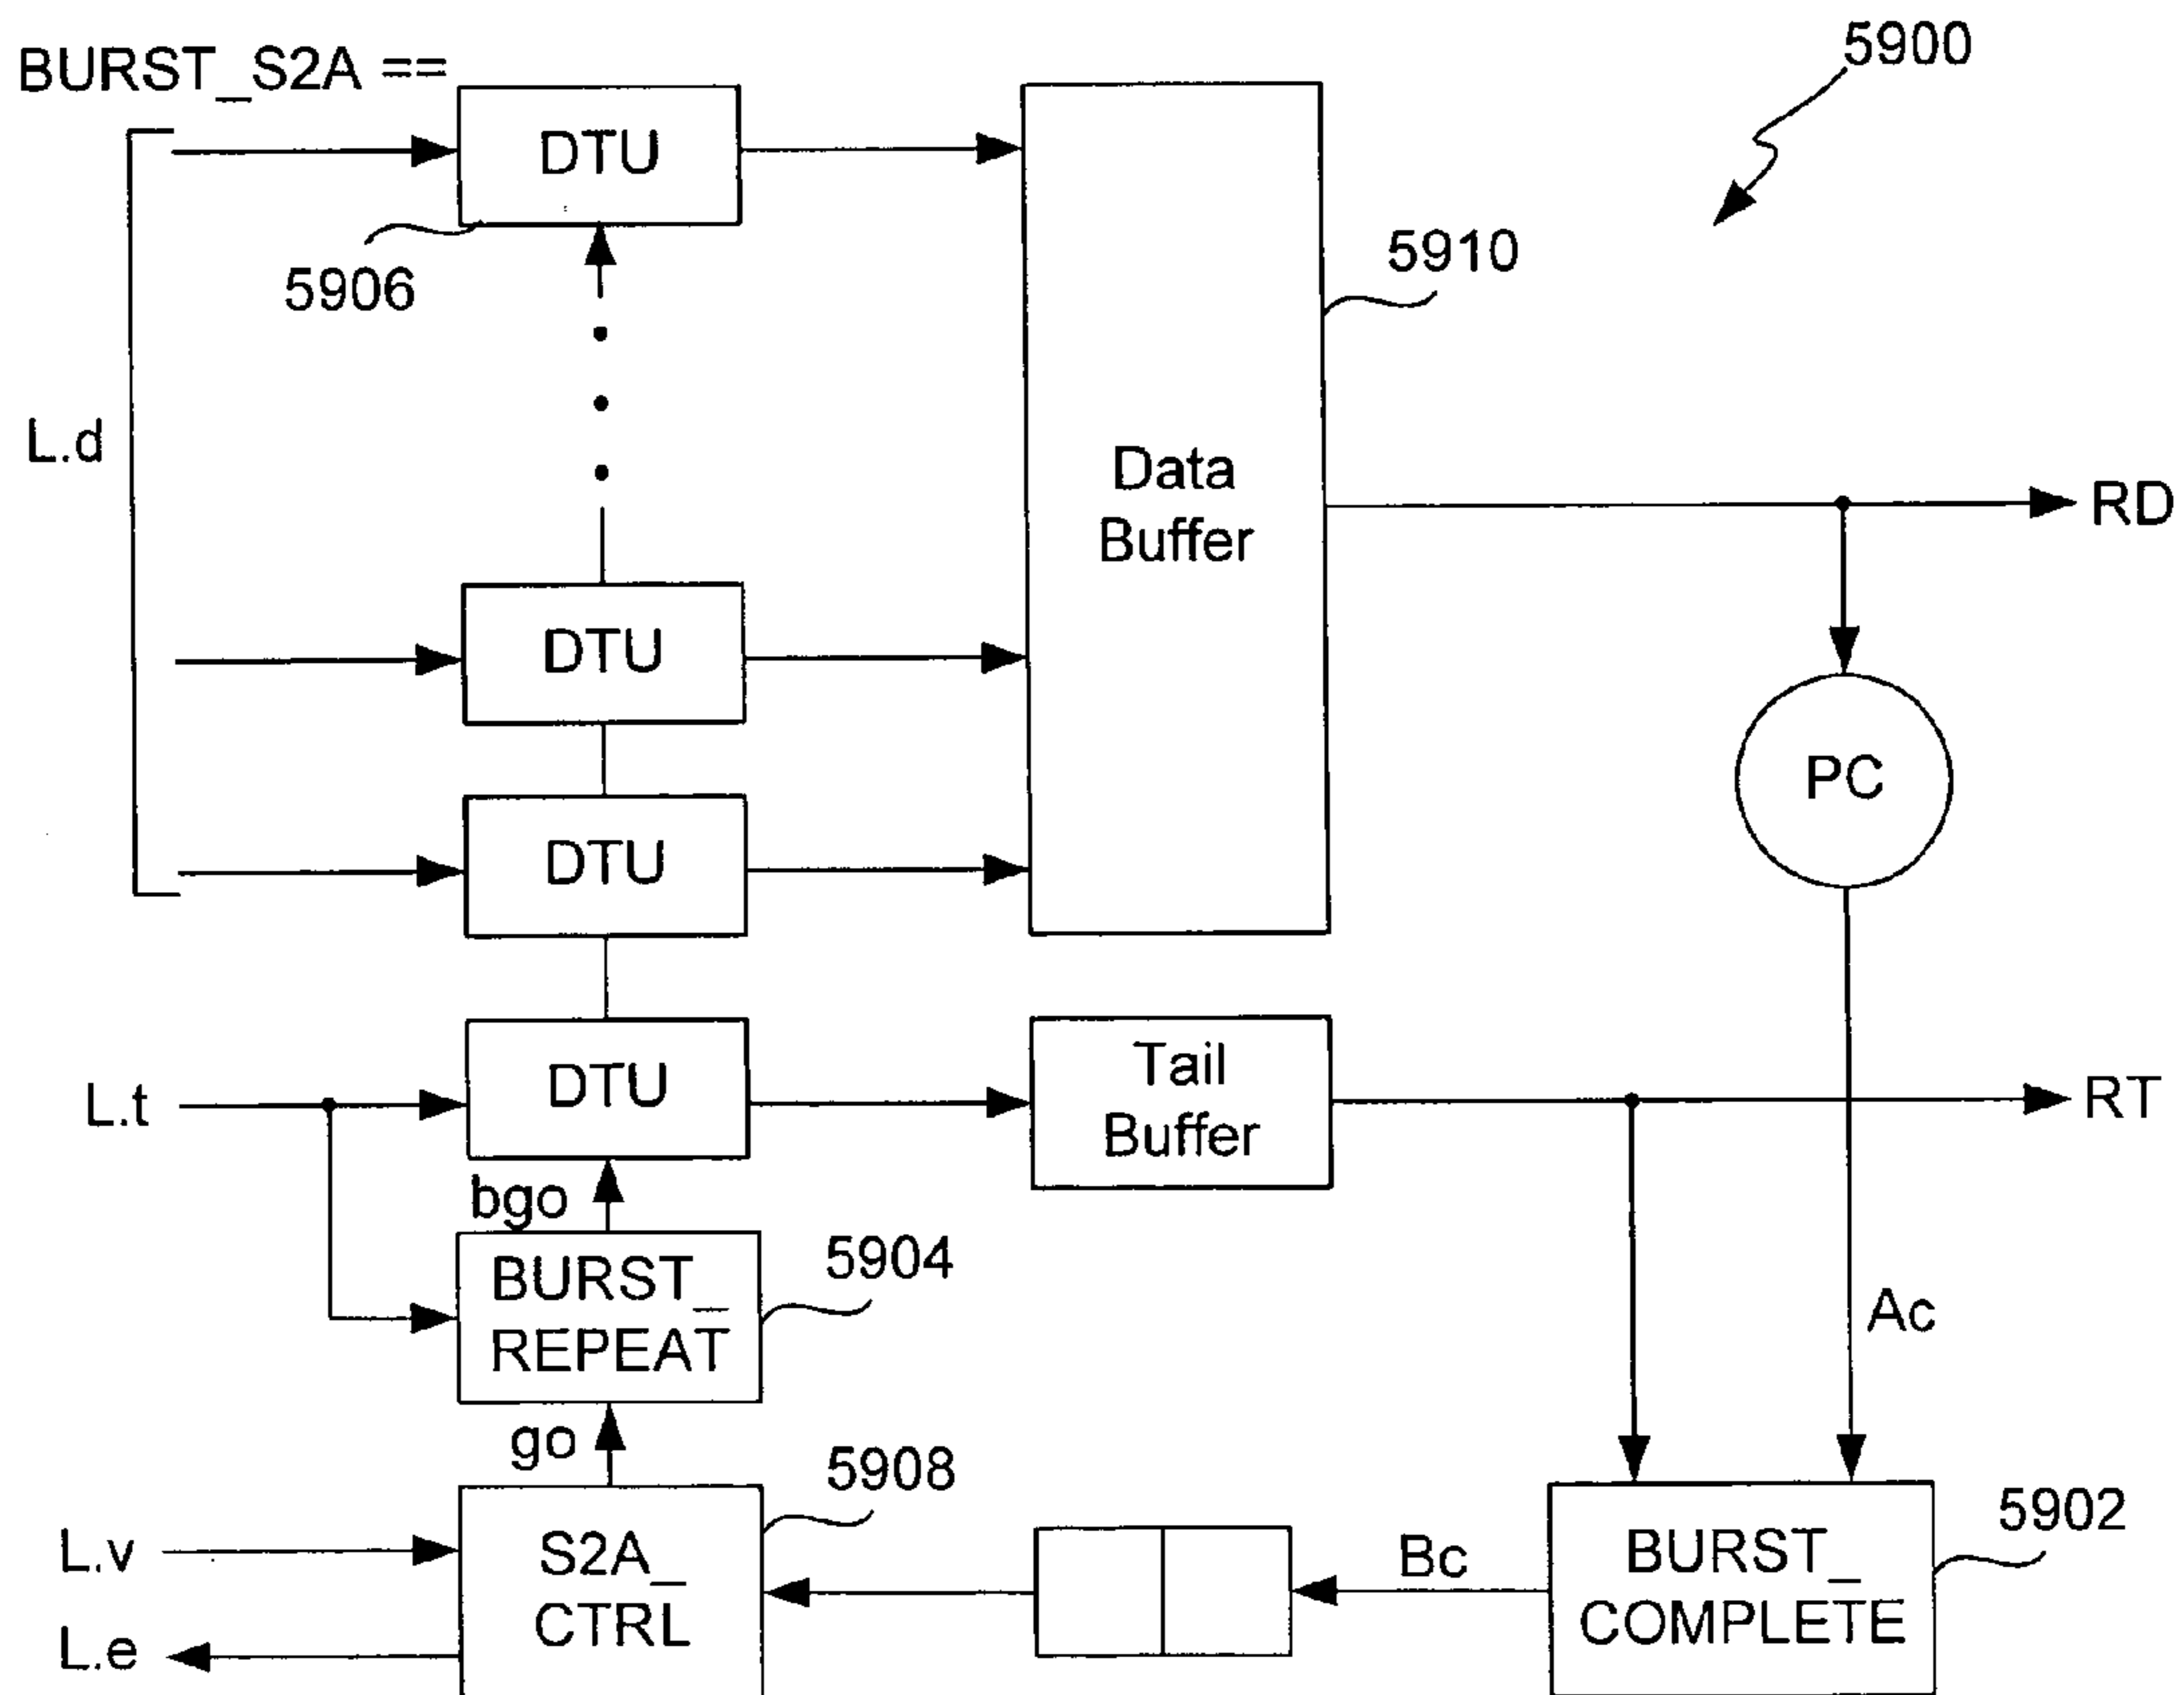 BURST_S2A ==
5900
DTU
5910
5906
L.d
Data
Buffer
RD
DTU
PC
DTU
L.t
DTU
Tail
Buffer
RT
bgo
BURST_
REPEAT
5904
Ac
go
5908
L.v
S2A_
CTRL
Bc
BURST_
COMPLETE
5902
L.e